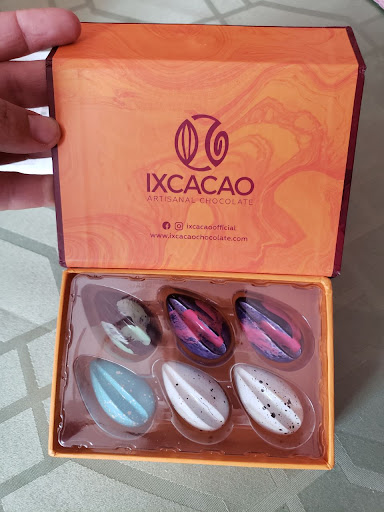 IXCACAO
ARTISANAL CHOCOLATE
ixcacaoofficial
www.ixcacaochocolate.com